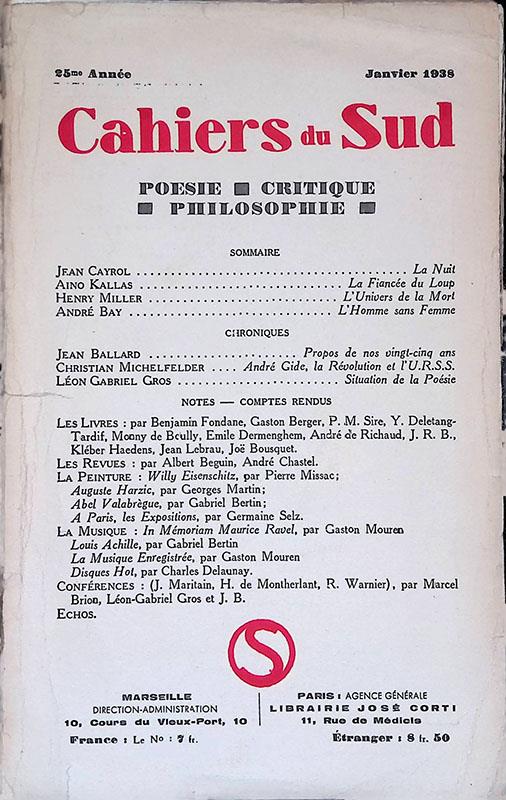 25me Année Janvier 1938
Cahiers du Sud
POESIE CRITIQUE
PHILOSOPHIE
SOMMAIRE
JEAN CAYROL ........................................ La Nuit
AINO KALLAS .............................. La Fiancée du Loup
HENRY MILLER ............................ L'Univers de la Mort
ANDRÉ BAY ................................ L'Homme sans Femme
CHRONIQUES
JEAN BALLARD ...................... Propos de nos vingt-cinq ans
CHRISTIAN MICHELFELDER .... André Gide, la Révolution et l'U.R.S.S.
LÉON GABRIEL GROS ........................ Situation de la Poésie
NOTES — COMPTES RENDUS
LES LIVRES : par Benjamin Fondane, Gaston Berger, P. M. Sire, Y. Deletang-
Tardif, Moony de Boully, Emile Dermenghem, André de Richaud, J. R. B.,
Kléber Haedens, Jean Lebrau, Joë Bousquet.
LES REVUES : par Albert Beguin, André Chastel.
LA PEINTURE : Willy Eisenschitz, par Pierre Missac;
Auguste Harzic, par Georges Martin;
Abel Valabrègue, par Gabriel Bertin;
A Paris, les Expositions, par Germaine Selz.
LA MUSIQUE : In Mémoriam Maurice Ravel, par Gaston Mouren
Louis Achille, par Gabriel Bertin
La Musique Enregistrée, par Gaston Mouren
Disques Hot, par Charles Delaunay.
CONFÉRENCES : (J. Maritain, H. de Montherlant, R. Warnier), par Marcel
Brion, Léon-Gabriel Gros et J. B.
ECHOS.
S
MARSEILLE
DIRECTION-ADMINISTRATION
10, Cours du Vieux-Port, 10
France : Le No : 7 fr.
PARIS : AGENCE GÉNÉRALE
LIBRAIRIE JOSÉ CORTI
11, Rue de Médicis
Étranger : 8 fr. 50